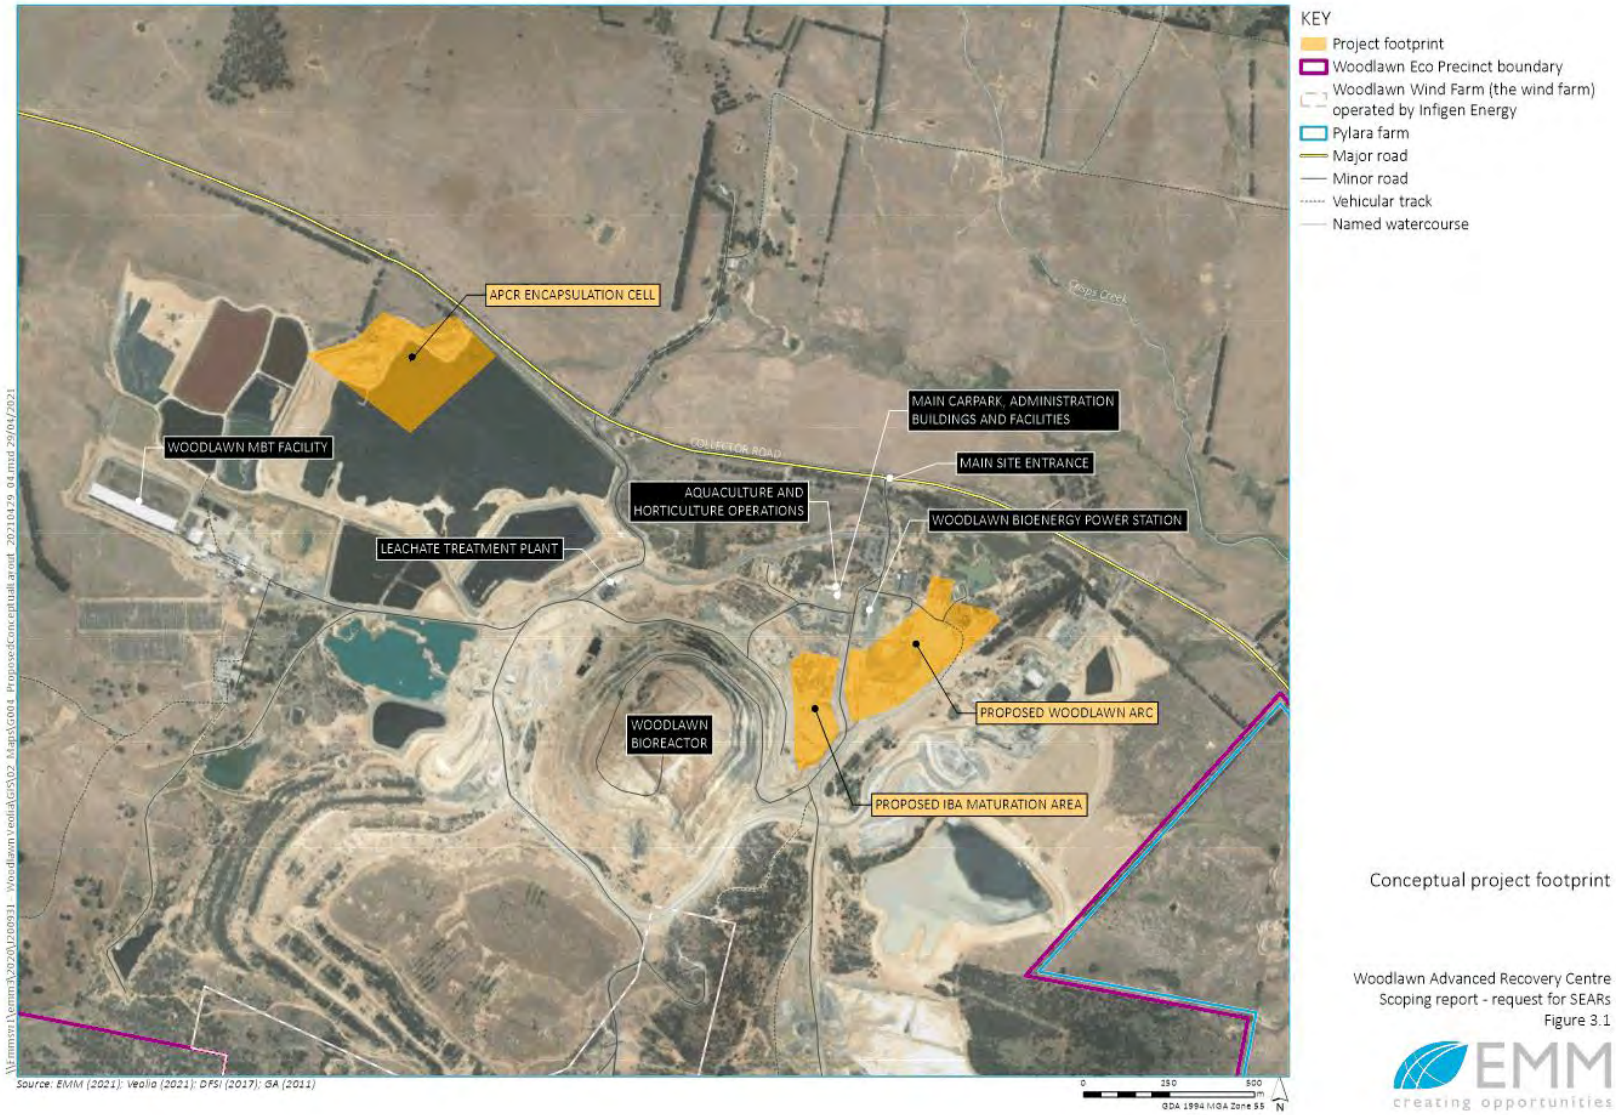 KEY
Project footprint
Woodlawn Eco Precinct boundary
Woodlawn Wind Farm (the wind farm)
operated by Infigen Energy
Pylara farm
Major road
Minor road
Vehicular track
Named watercourse
Crisps Creek
APCR ENCAPSULATION CELL
MAIN CARPARK, ADMINISTRATION
BUILDINGS AND FACILITIES
COLLECTOR ROAD
WOODLAWN MBT FACILITY
MAIN SITE ENTRANCE
AQUACULTURE AND
HORTICULTURE OPERATIONS
WOODLAWN BIOENERGY POWER STATION
LEACHATE TREATMENT PLANT
PROPOSED WOODLAWN ARC
WOODLAWN
BIOREACTOR
PROPOSED IBA MATURATION AREA
Conceptual project footprint
Woodlawn Advanced Recovery Centre
Scoping report - request for SEARs
Figure 3.1
EMM
creating opportunities
Source: EMM (2021); Veolia (2021); DFSI (2017); GA (2011)
0 250 500
m
GDA 1994 MGA Zone 55
N